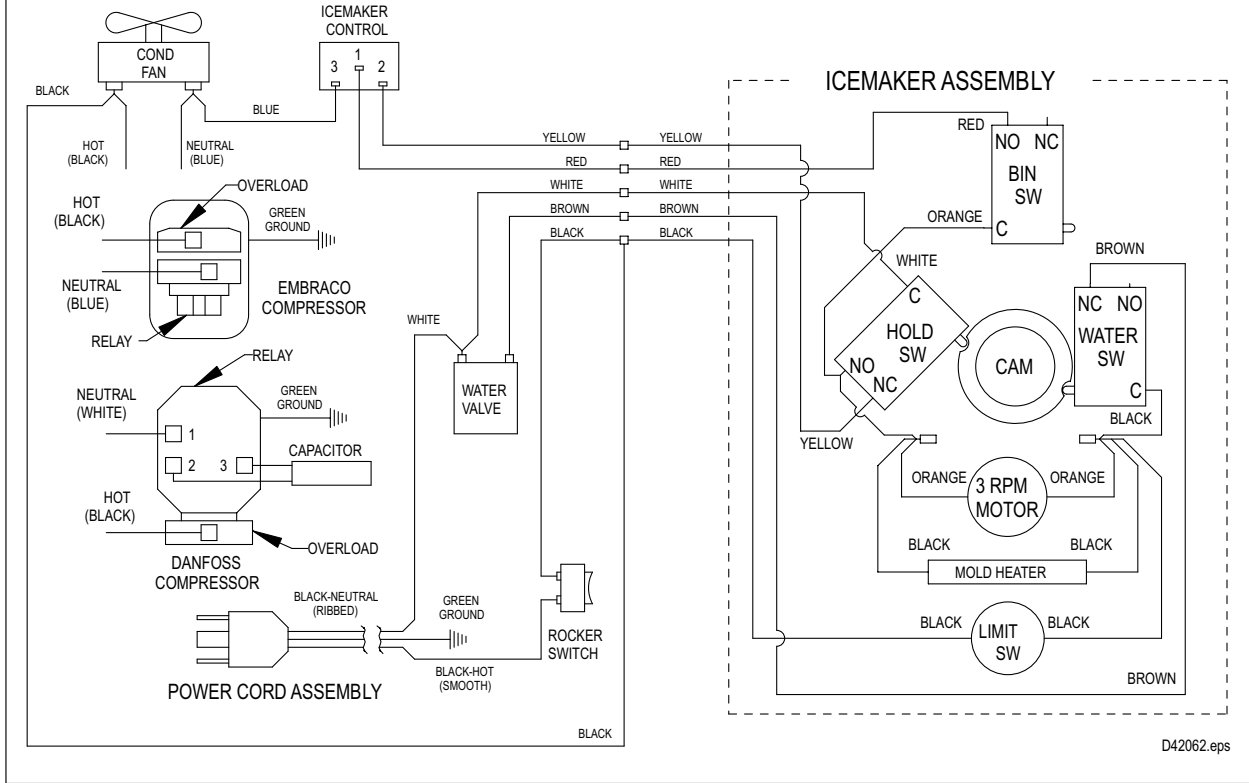 ICEMAKER
CONTROL
3 1 2
COND
FAN
BLACK
BLUE
HOT
(BLACK)
NEUTRAL
(BLUE)
OVERLOAD
HOT
(BLACK)
GREEN
GROUND
NEUTRAL
(BLUE)
EMBRACO
COMPRESSOR
RELAY
RELAY
NEUTRAL
(WHITE)
GREEN
GROUND
1
2 3
CAPACITOR
HOT
(BLACK)
OVERLOAD
DANFOSS
COMPRESSOR
BLACK-NEUTRAL
(RIBBED)
GREEN
GROUND
BLACK-HOT
(SMOOTH)
POWER CORD ASSEMBLY
ROCKER
SWITCH
WHITE
WATER
VALVE
YELLOW YELLOW
RED RED
WHITE WHITE
BROWN BROWN
BLACK BLACK
BLACK
ICEMAKER ASSEMBLY
RED
NO NC
BIN
SW
C
ORANGE
WHITE
C
HOLD
SW
NO
NC
CAM
BROWN
NC NO
WATER
SW
C
BLACK
YELLOW
ORANGE ORANGE
3 RPM
MOTOR
BLACK BLACK
MOLD HEATER
BLACK BLACK
LIMIT
SW
BROWN
D42062.eps